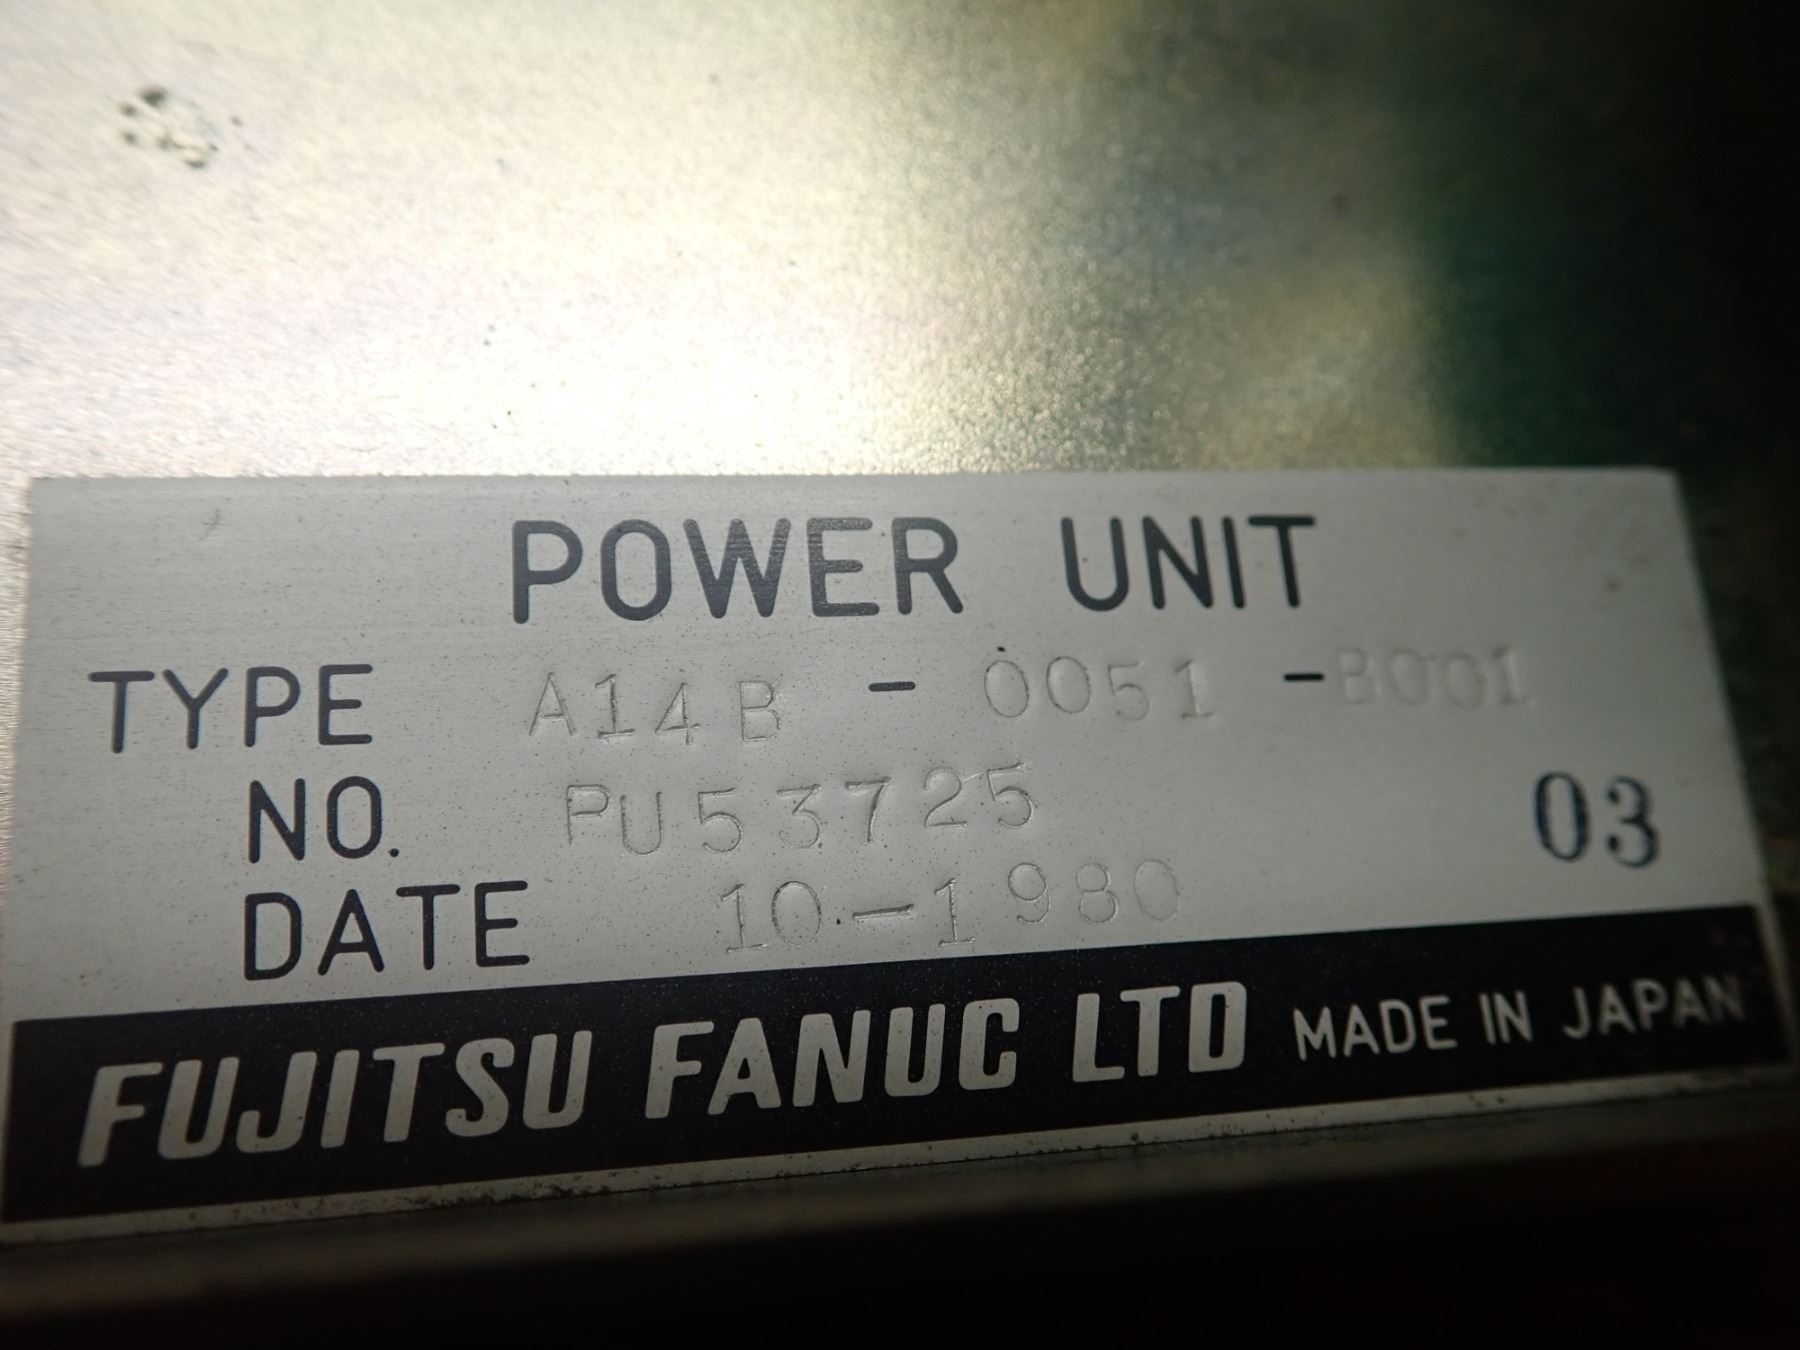 POWER UNIT
TYPE A14B - 0051 -B001
NO. PU53725 03
DATE 10-1980
FUJITSU FANUC LTD MADE IN JAPAN